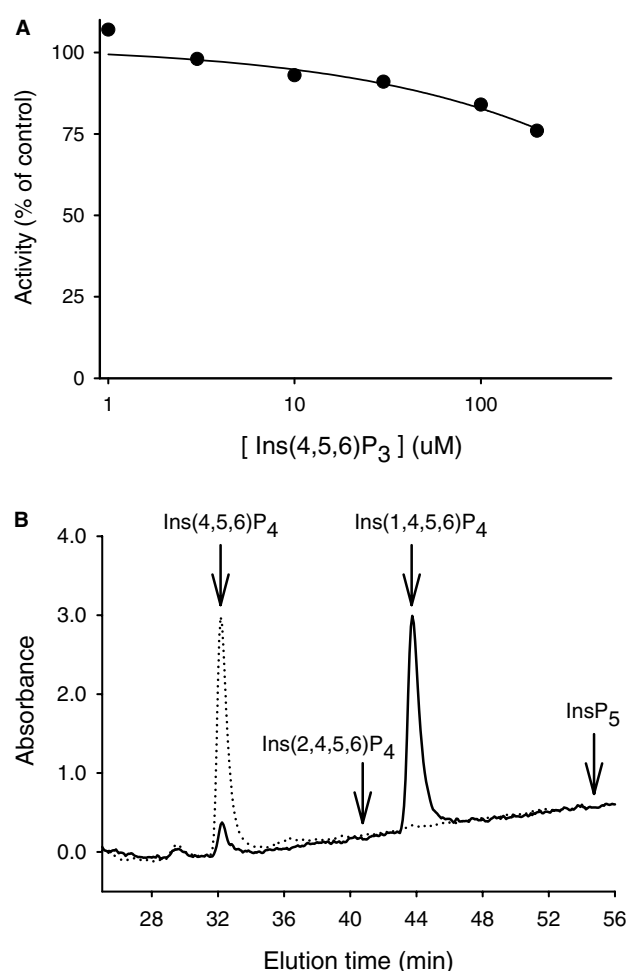 A
Activity (% of control)
100
75
50
25
0
1 10 100
[ Ins(4,5,6)P3 ] (uM)
B
Ins(4,5,6)P4 Ins(1,4,5,6)P4
Ins(2,4,5,6)P4
InsP5
Absorbance
4.0
3.0
2.0
1.0
0.0
28 32 36 40 44 48 52 56
Elution time (min)